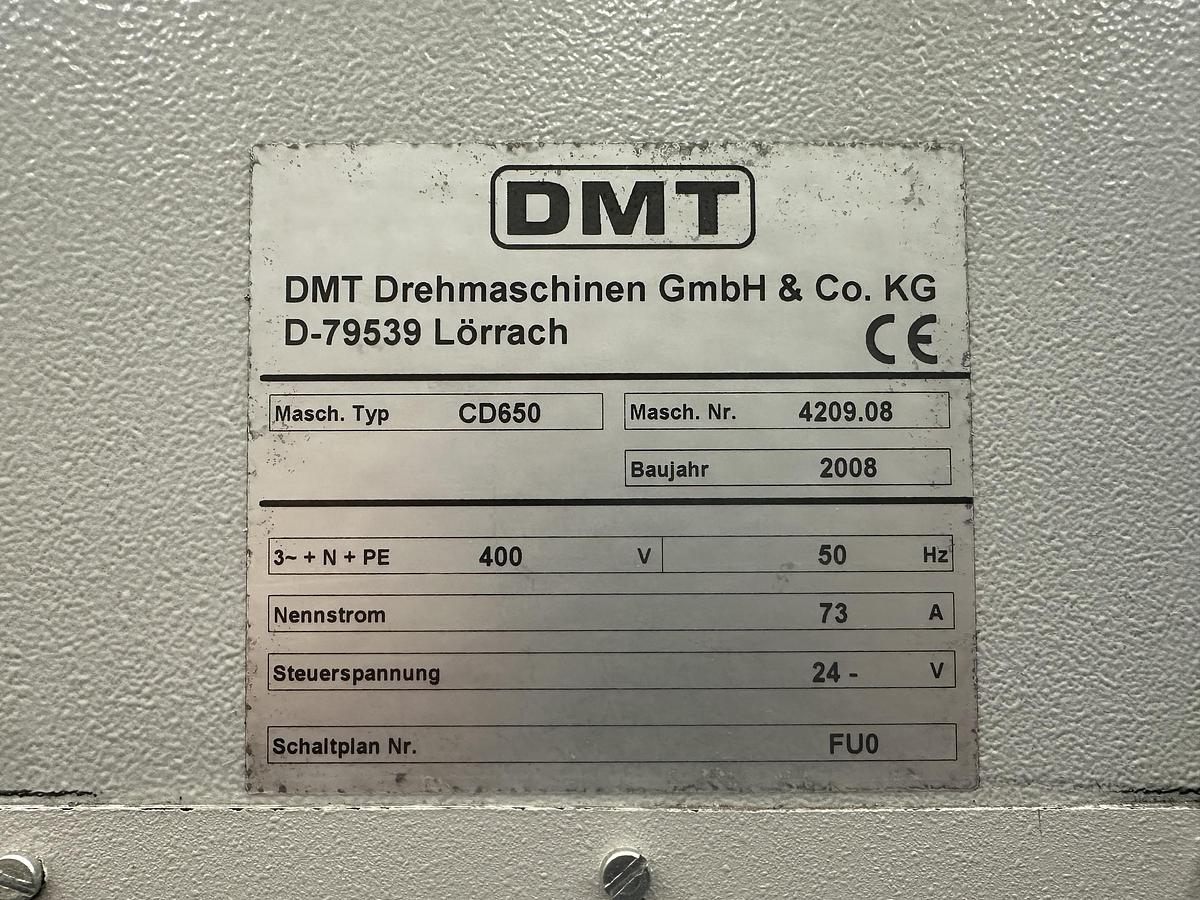 DMT
DMT Drehmaschinen GmbH & Co. KG
D-79539 Lörrach CE
Masch. Typ CD650 Masch. Nr. 4209.08
Baujahr 2008
3~ + N + PE 400 V 50 Hz
Nennstrom 73 A
Steuerspannung 24 - V
Schaltplan Nr. FU0